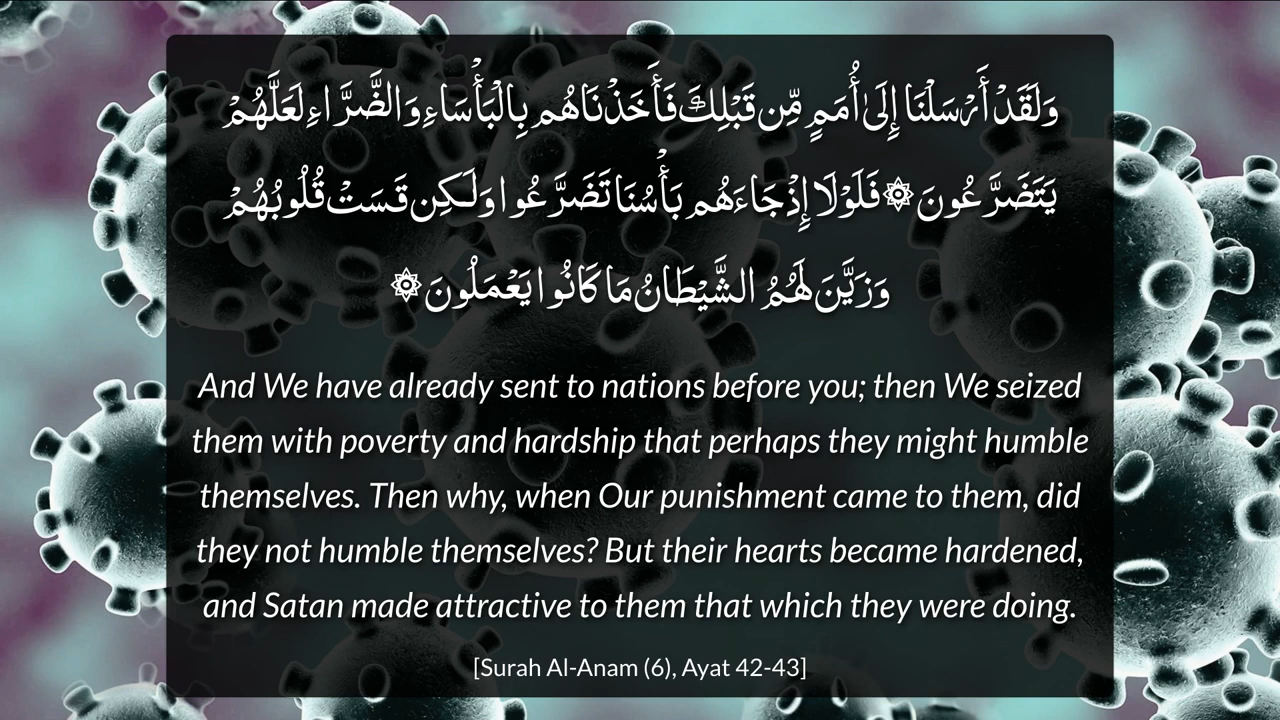 وَلَقَدْ أَرْسَلْنَا إِلَىٰ أُمَمٍ مِّن قَبْلِكَ فَأَخَذْنَاهُم بِالْبَأْسَاءِ وَالضَّرَّاءِ لَعَلَّهُمْ
يَتَضَرَّعُونَ ۞ فَلَوْلَا إِذْ جَاءَهُم بَأْسُنَا تَضَرَّعُوا وَلَـٰكِن قَسَتْ قُلُوبُهُمْ
وَزَيَّنَ لَهُمُ الشَّيْطَانُ مَا كَانُوا يَعْمَلُونَ ۞
And We have already sent to nations before you; then We seized
them with poverty and hardship that perhaps they might humble
themselves. Then why, when Our punishment came to them, did
they not humble themselves? But their hearts became hardened,
and Satan made attractive to them that which they were doing.
[Surah Al-Anam (6), Ayat 42-43]